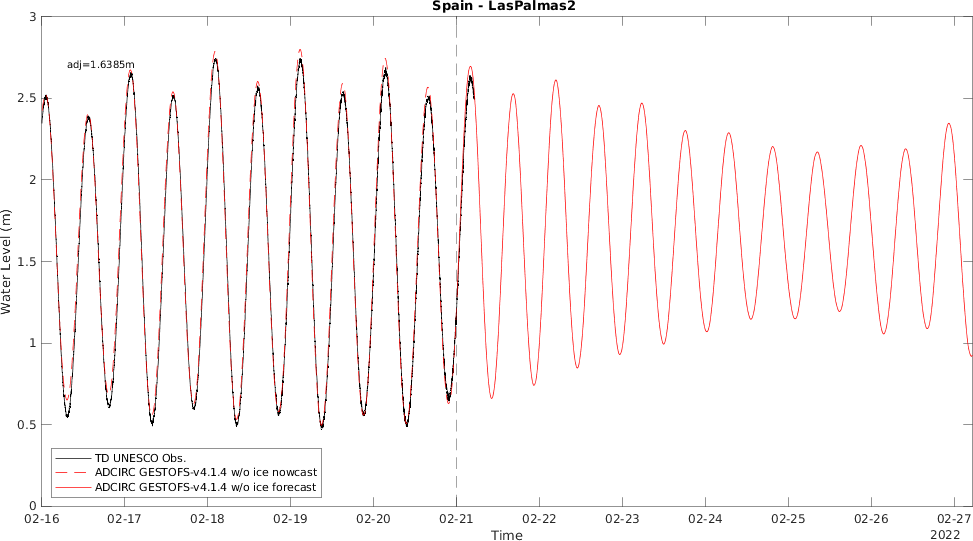 Spain - LasPalmas2
adj=1.6385m
3
2.5
2
1.5
1
0.5
0
Water Level (m)
TD UNESCO Obs.
ADCIRC GESTOFS-v4.1.4 w/o ice nowcast
ADCIRC GESTOFS-v4.1.4 w/o ice forecast
02-16 02-17 02-18 02-19 02-20 02-21 02-22 02-23 02-24 02-25 02-26 02-27
Time
2022